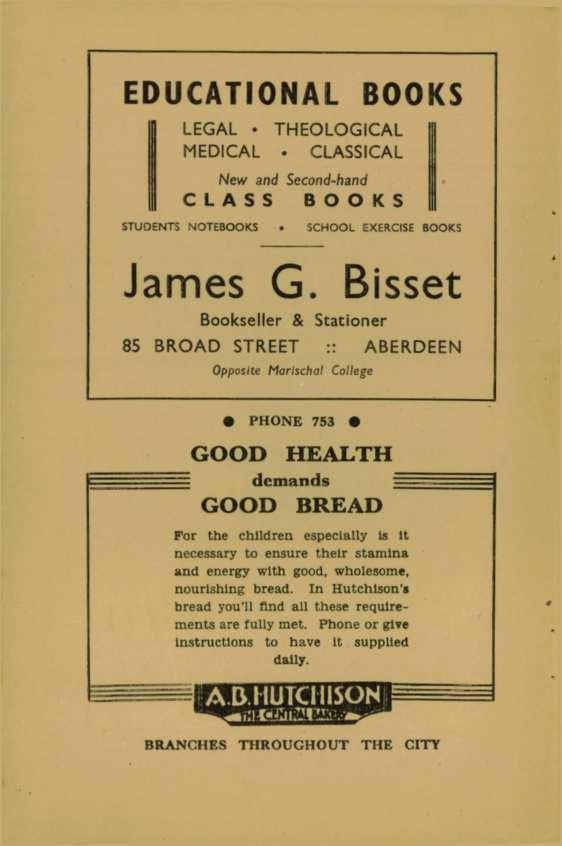 EDUCATIONAL BOOKS
LEGAL • THEOLOGICAL
MEDICAL • CLASSICAL
New and Second-hand
CLASS BOOKS
STUDENTS NOTEBOOKS • SCHOOL EXERCISE BOOKS
James G. Bisset
Bookseller & Stationer
85 BROAD STREET :: ABERDEEN
Opposite Marischal College
● PHONE 753 ●
GOOD HEALTH
demands
GOOD BREAD
For the children especially is it
necessary to ensure their stamina
and energy with good, wholesome,
nourishing bread. In Hutchison's
bread you'll find all these require-
ments are fully met. Phone or give
instructions to have it supplied
daily.
A.B. HUTCHISON
THE CENTRAL BAKERY
BRANCHES THROUGHOUT THE CITY